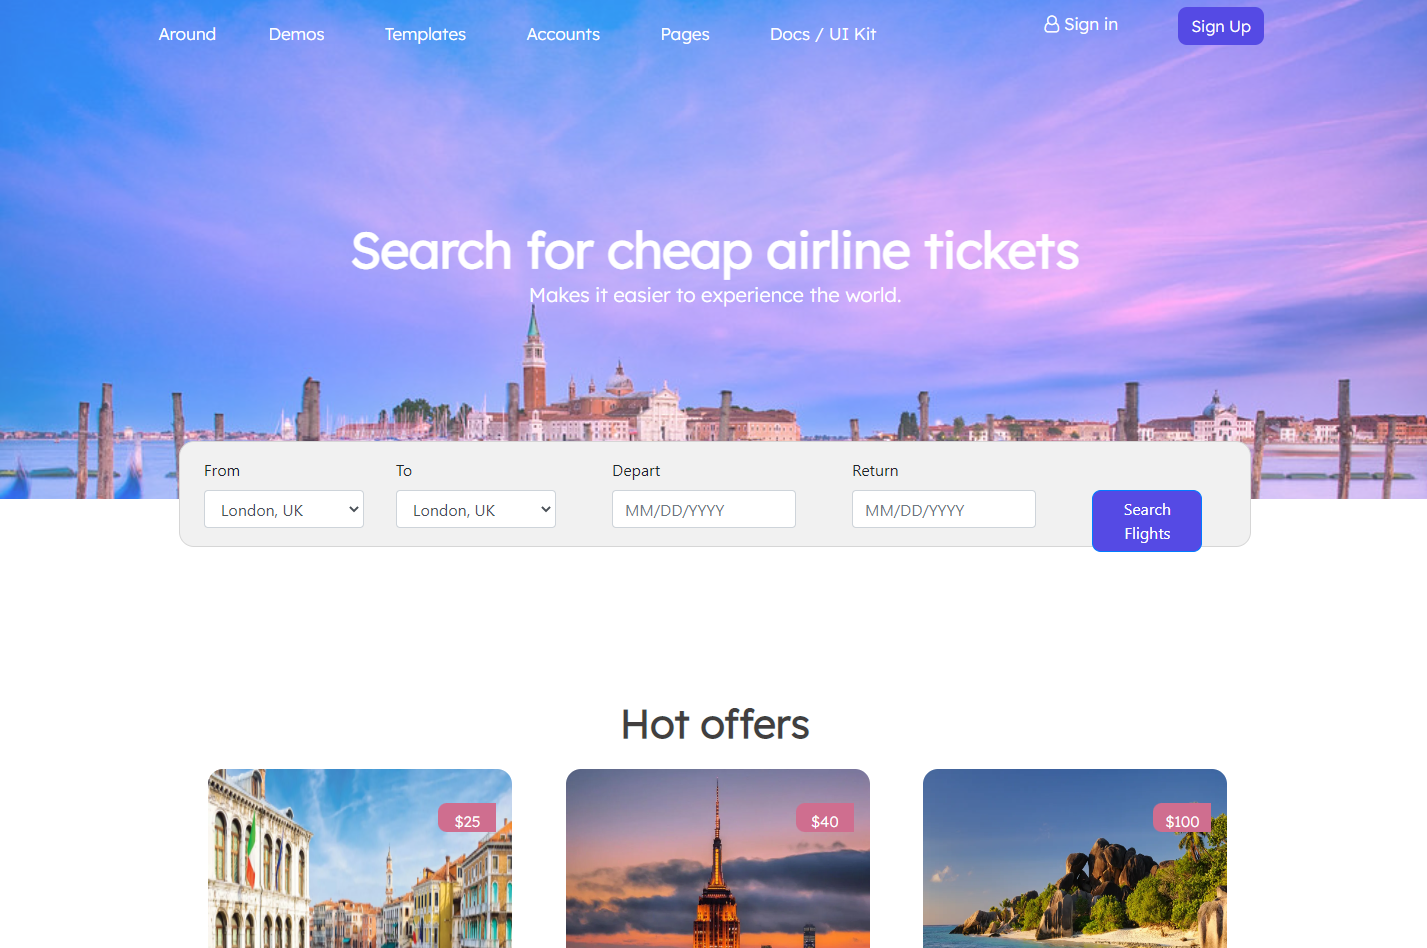 Around Demos Templates Accounts Pages Docs / UI Kit Sign in Sign Up
Search for cheap airline tickets
Makes it easier to experience the world.
From To Depart Return
London, UK London, UK MM/DD/YYYY MM/DD/YYYY Search
Flights
Hot offers
$25 $40 $100